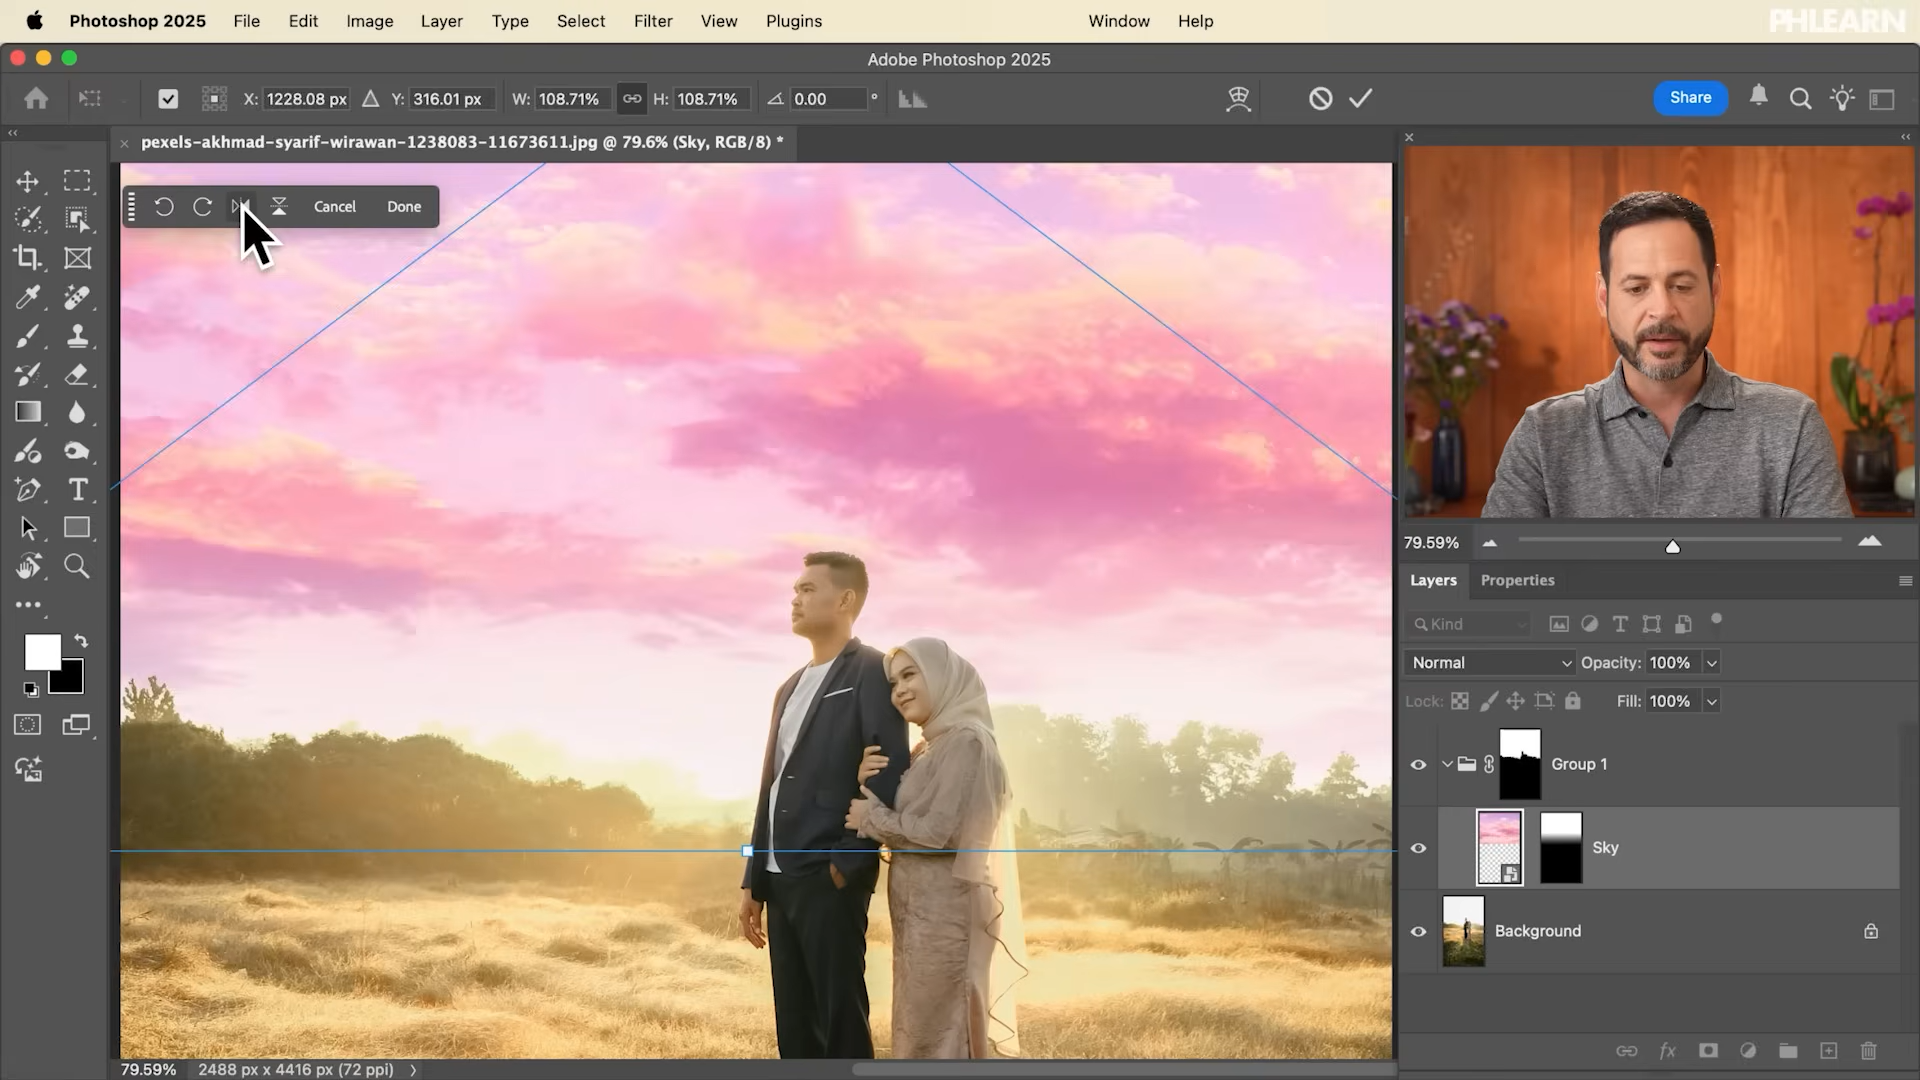 Photoshop 2025 File Edit Image Layer Type Select Filter View Plugins Window Help
PHLEARN
Adobe Photoshop 2025
X: 1228.08 px Y: 316.01 px W: 108.71% H: 108.71% 0.00 ° Share
pexels-akhmad-syarif-wirawan-1238083-11673611.jpg @ 79.6% (Sky, RGB/8) *
Cancel Done
79.59%
Layers Properties
Kind
Normal Opacity: 100%
Lock: Fill: 100%
Group 1
Sky
Background
79.59% 2488 px x 4416 px (72 ppi)